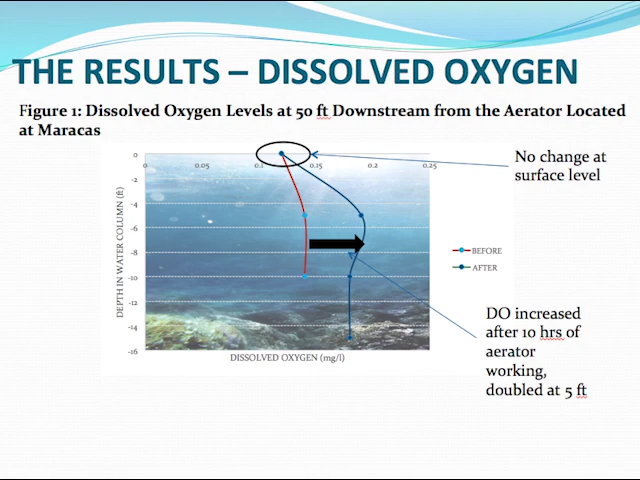 THE RESULTS – DISSOLVED OXYGEN
Figure 1: Dissolved Oxygen Levels at 50 ft Downstream from the Aerator Located
at Maracas
No change at
surface level
0
0 0.05 0.1 0.15 0.2 0.25
-2
-4
-6
-8
-10
-12
-14
-16
DEPTH IN WATER COLUMN (ft)
DISSOLVED OXYGEN (mg/l)
BEFORE
AFTER
DO increased
after 10 hrs of
aerator
working,
doubled at 5 ft